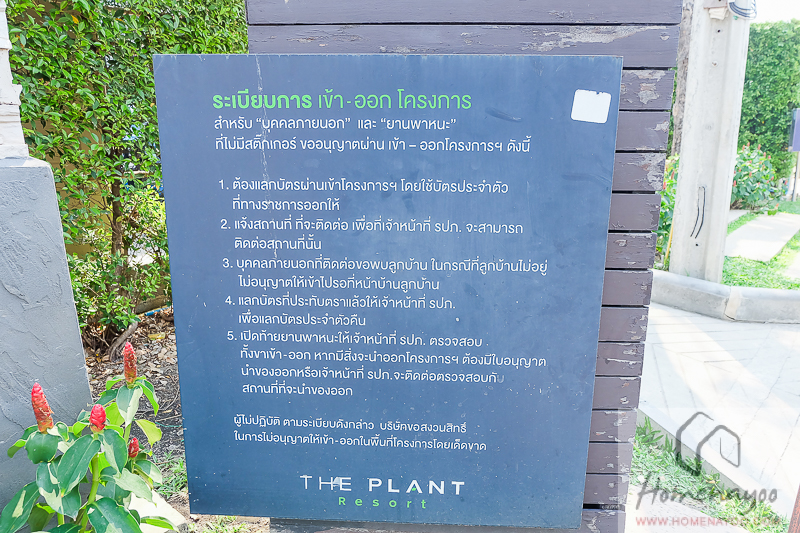 ระเบียบการ เข้า - ออก โครงการ
สำหรับ “บุคคลภายนอก” และ “ยานพาหนะ”
ที่ไม่มีสติ๊กเกอร์ ขออนุญาตผ่าน เข้า – ออกโครงการฯ ดังนี้
1. ต้องแลกบัตรผ่านเข้าโครงการฯ โดยใช้บัตรประจำตัว
ที่ทางราชการออกให้
2. แจ้งสถานที่ ที่จะติดต่อ เพื่อที่เจ้าหน้าที่ รปภ. จะสามารถ
ติดต่อสถานที่นั้น
3. บุคคลภายนอกที่ติดต่อขอพบลูกบ้าน ในกรณีที่ลูกบ้านไม่อยู่
ไม่อนุญาตให้เข้าไปรอที่หน้าบ้านลูกบ้าน
4. แลกบัตรที่ประทับตราแล้วให้เจ้าหน้าที่ รปภ.
เพื่อแลกบัตรประจำตัวคืน
5. เปิดท้ายยานพาหนะให้เจ้าหน้าที่ รปภ. ตรวจสอบ
ทั้งขาเข้า - ออก หากมีสิ่งจะนำออกโครงการฯ ต้องมีใบอนุญาต
นำของออกหรือเจ้าหน้าที่ รปภ.จะติดต่อตรวจสอบกับ
สถานที่ที่จะนำของออก
ผู้ไม่ปฏิบัติ ตามระเบียบดังกล่าว บริษัทขอสงวนสิทธิ์
ในการไม่อนุญาตให้เข้า-ออกในพื้นที่โครงการโดยเด็ดขาด
THE PLANT
Resort
Homenayoo
WWW.HOMENAYOO.COM